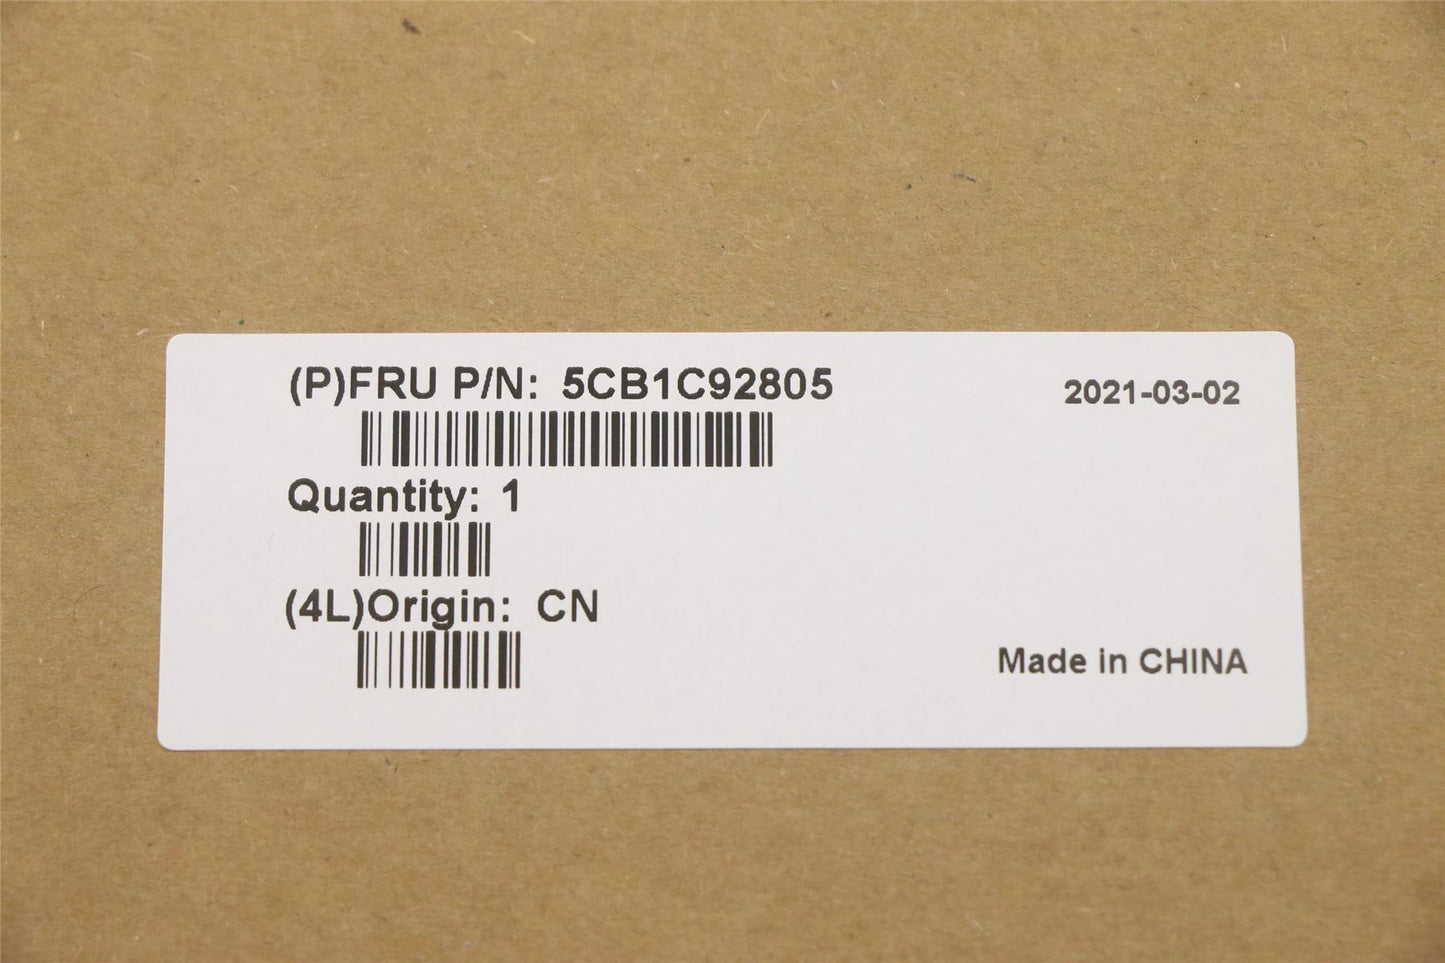 (P)FRU P/N: 5CB1C92805
2021-03-02
Quantity: 1
(4L)Origin: CN
Made in CHINA